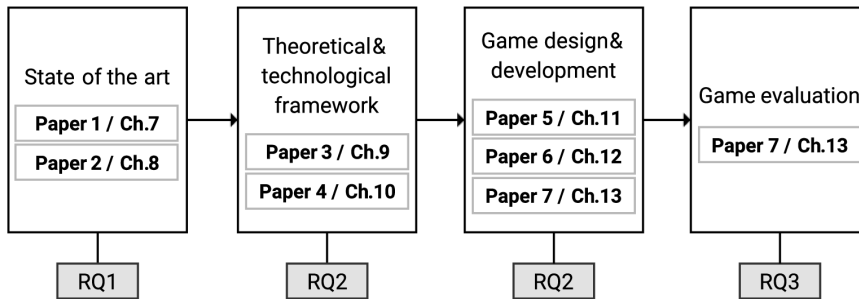 State of the art
Paper 1 / Ch.7
Paper 2 / Ch.8
RQ1
Theoretical&
technological
framework
Paper 3 / Ch.9
Paper 4 / Ch.10
RQ2
Game design&
development
Paper 5 / Ch.11
Paper 6 / Ch.12
Paper 7 / Ch.13
RQ2
Game evaluation
Paper 7 / Ch.13
RQ3